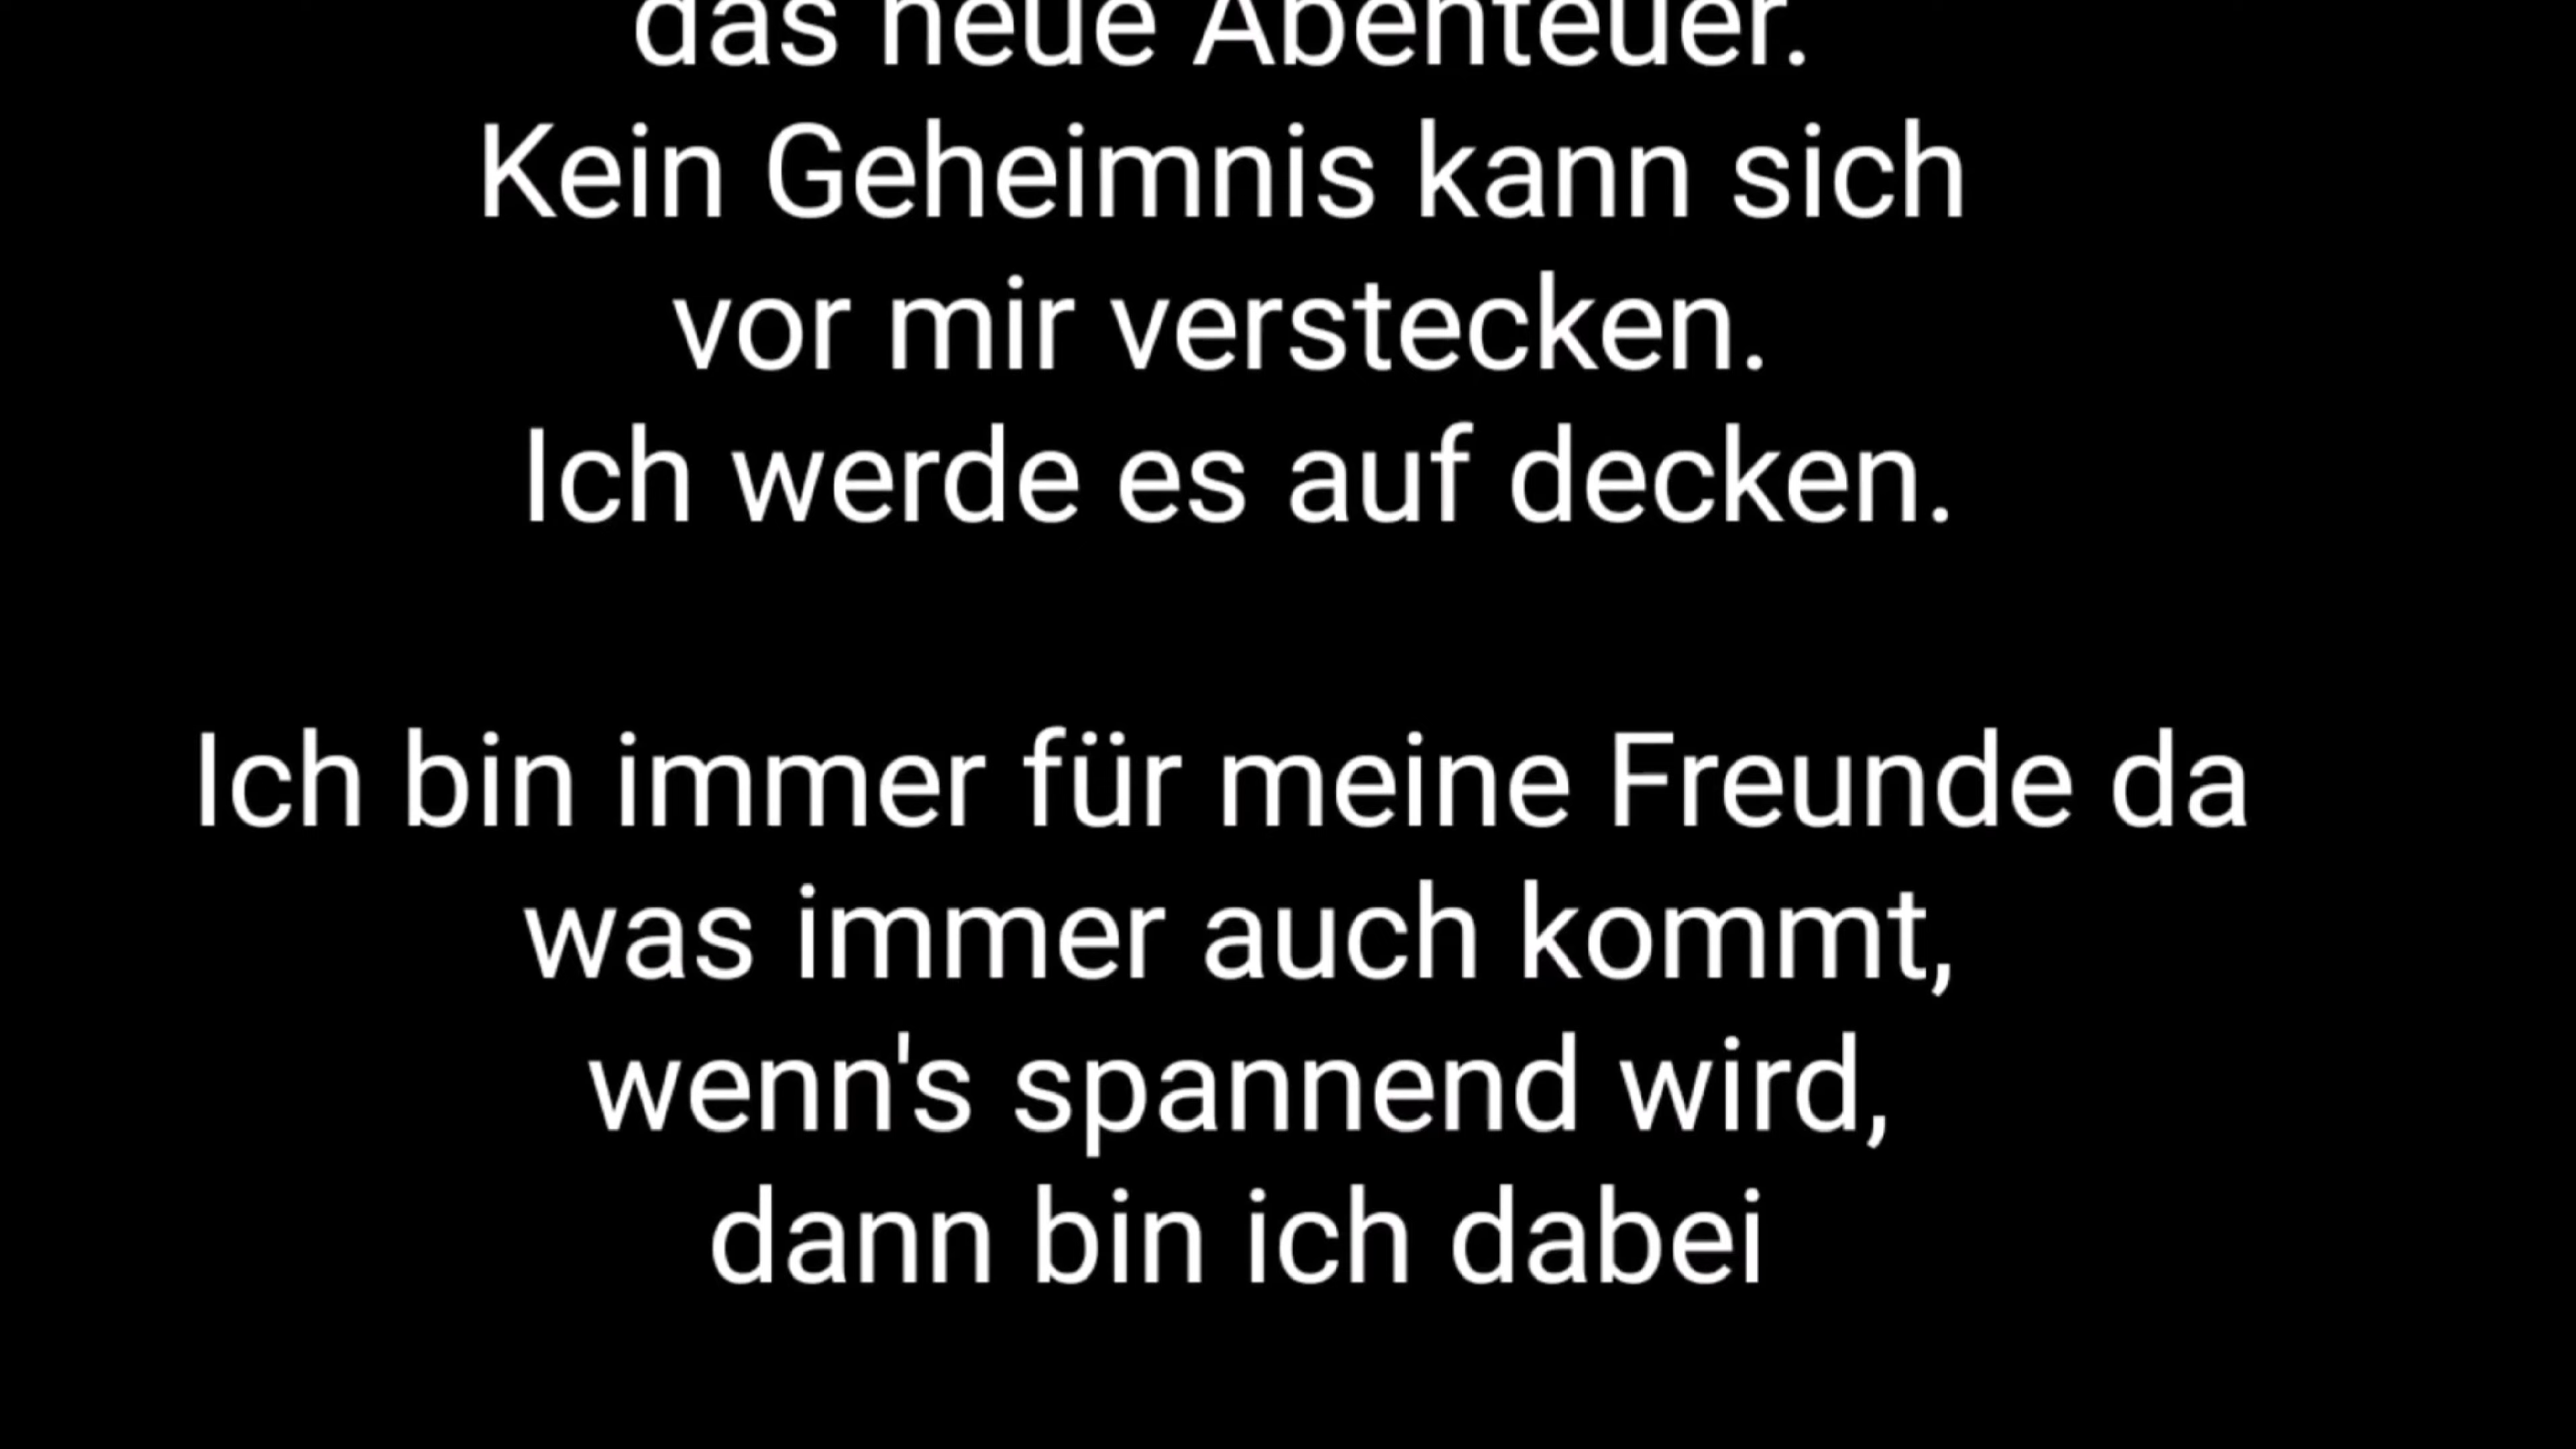 das neue Abenteuer.
Kein Geheimnis kann sich
vor mir verstecken.
Ich werde es auf decken.
Ich bin immer für meine Freunde da
was immer auch kommt,
wenn's spannend wird,
dann bin ich dabei